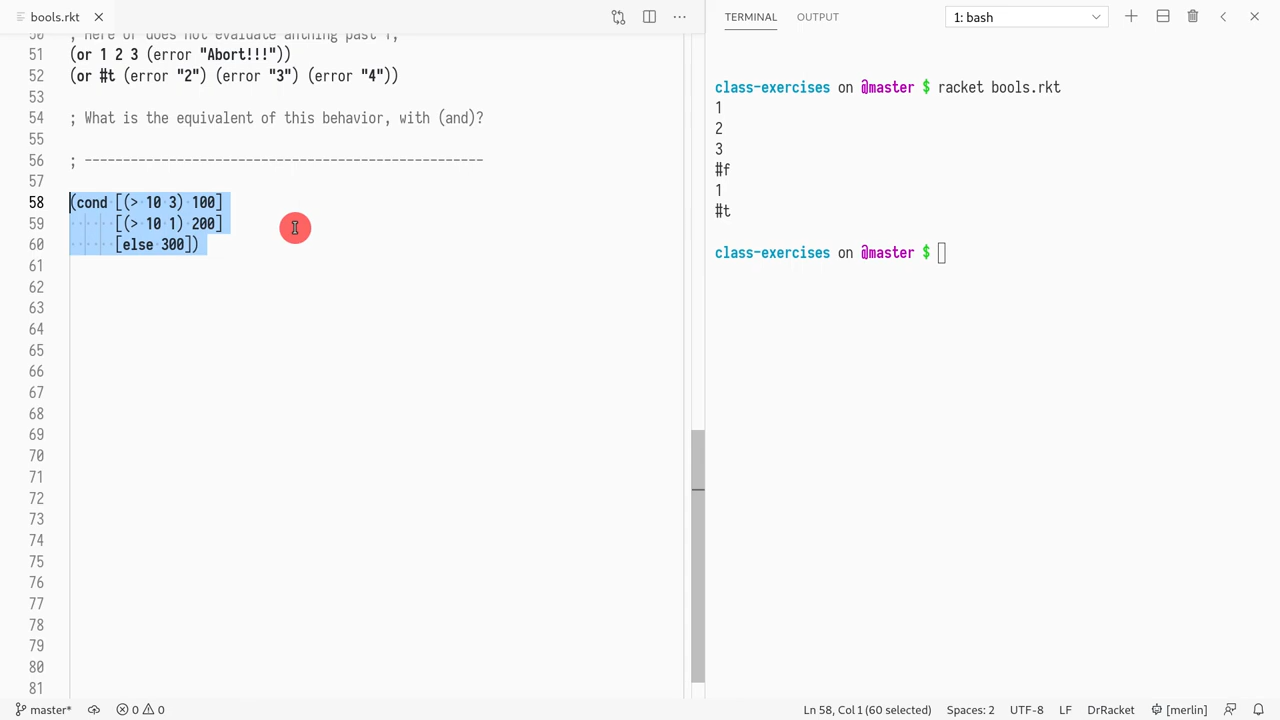 bools.rkt
TERMINAL
OUTPUT
1: bash
50 ; Here or does not evaluate anthing past 1,
51 (or 1 2 3 (error "Abort!!!"))
52 (or #t (error "2") (error "3") (error "4"))
53
54 ; What is the equivalent of this behavior, with (and)?
55
56 ; ----------------------------------------------------
57
58 (cond [(> 10 3) 100]
59 [(> 10 1) 200]
60 [else 300])
61
62
63
64
65
66
67
68
69
70
71
72
73
74
75
76
77
78
79
80
81
class-exercises on @master $ racket bools.rkt
1
2
3
#f
1
#t
class-exercises on @master $
master* 0 0 Ln 58, Col 1 (60 selected) Spaces: 2 UTF-8 LF DrRacket [merlin]